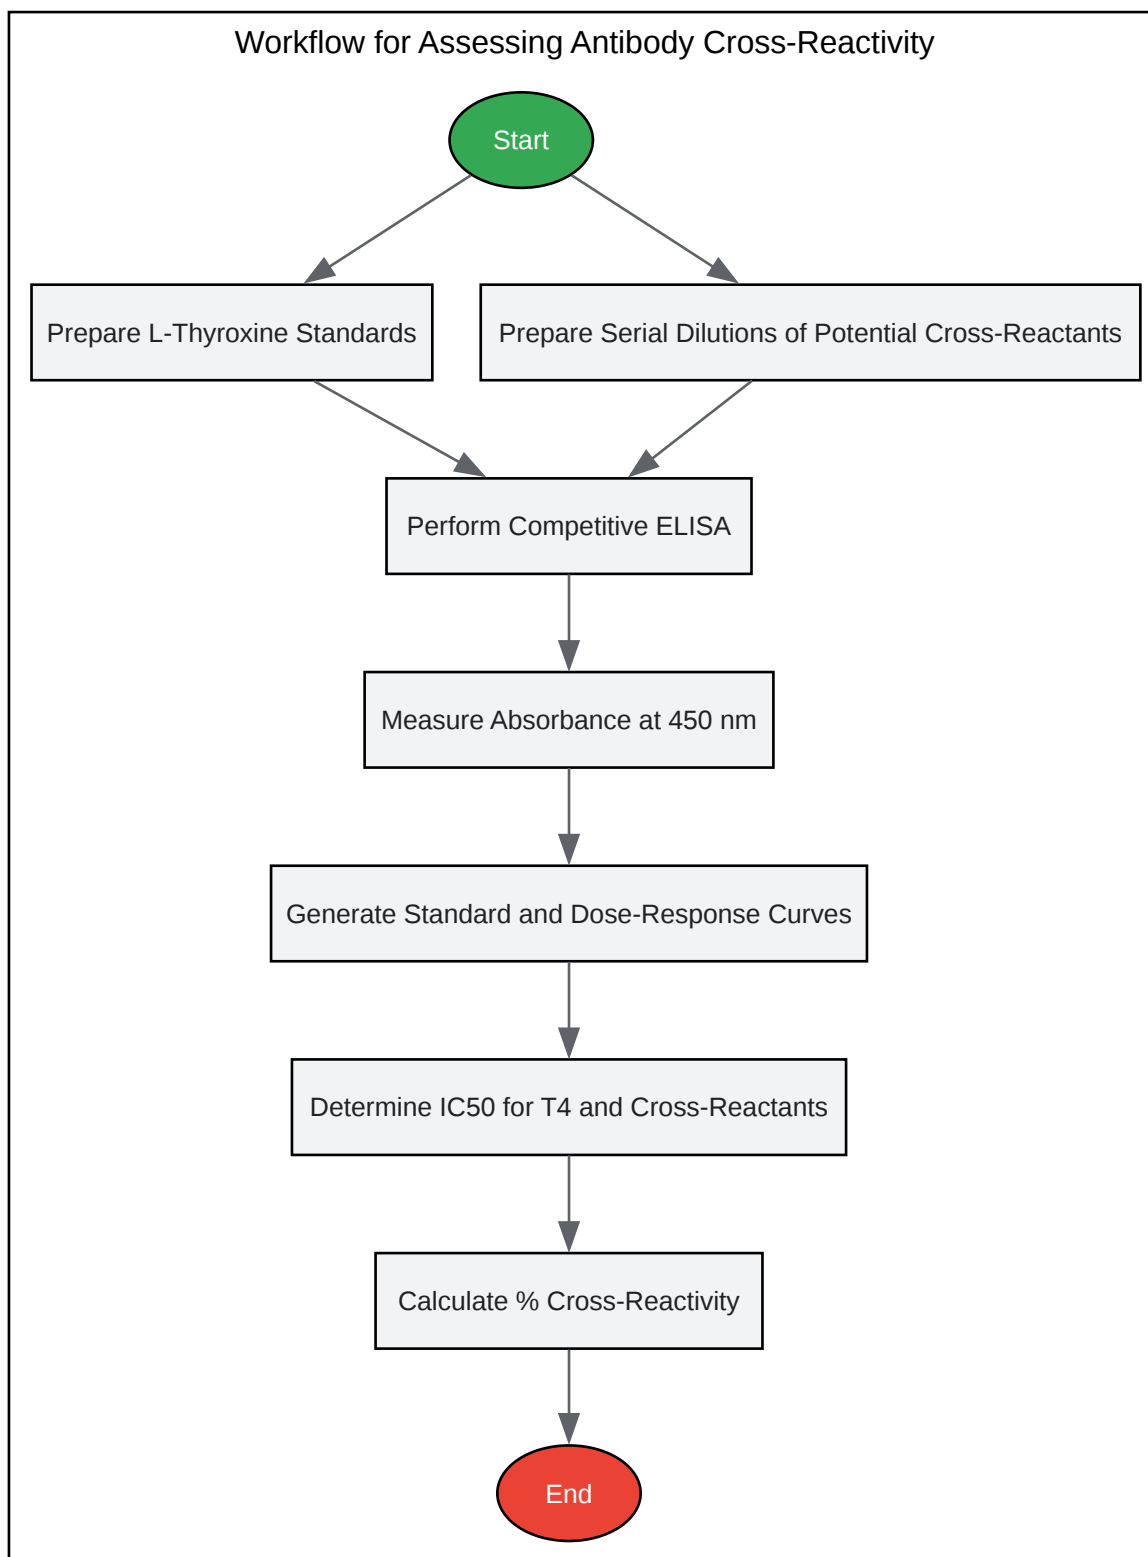 Workflow for Assessing Antibody Cross-Reactivity
Start
Prepare L-Thyroxine Standards
Prepare Serial Dilutions of Potential Cross-Reactants
Perform Competitive ELISA
Measure Absorbance at 450 nm
Generate Standard and Dose-Response Curves
Determine IC50 for T4 and Cross-Reactants
Calculate % Cross-Reactivity
End